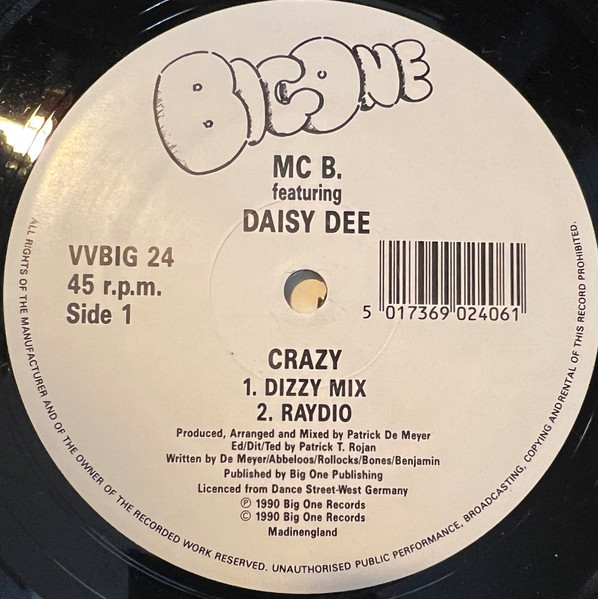 BIG ONE
MC B.
featuring
DAISY DEE
VVBIG 24
45 r.p.m.
Side 1
5 017369 024061
CRAZY
1. DIZZY MIX
2. RAYDIO
Produced, Arranged and Mixed by Patrick De Meyer
Ed/Dit/Ted by Patrick T. Rojan
Written by De Meyer/Abbeloos/Rollocks/Bones/Benjamin
Published by Big One Publishing
Licenced from Dance Street-West Germany
℗ 1990 Big One Records
© 1990 Big One Records
Madinengland
ALL RIGHTS OF THE MANUFACTURER AND OF THE OWNER OF THE RECORDED WORK RESERVED. UNAUTHORISED PUBLIC PERFORMANCE, BROADCASTING, COPYING ANDRENTAL OF THIS RECORD PROHIBITED.